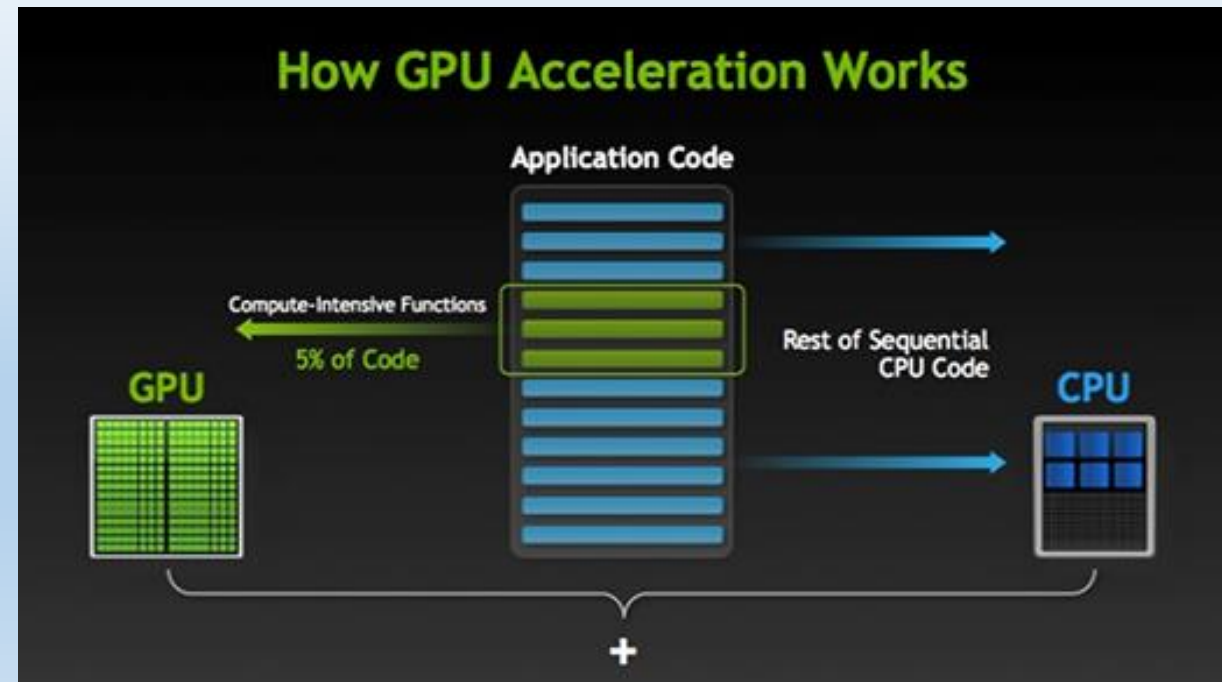 How GPU Acceleration Works
Application Code
Compute-Intensive Functions
5% of Code
GPU
Rest of Sequential
CPU Code
CPU
+